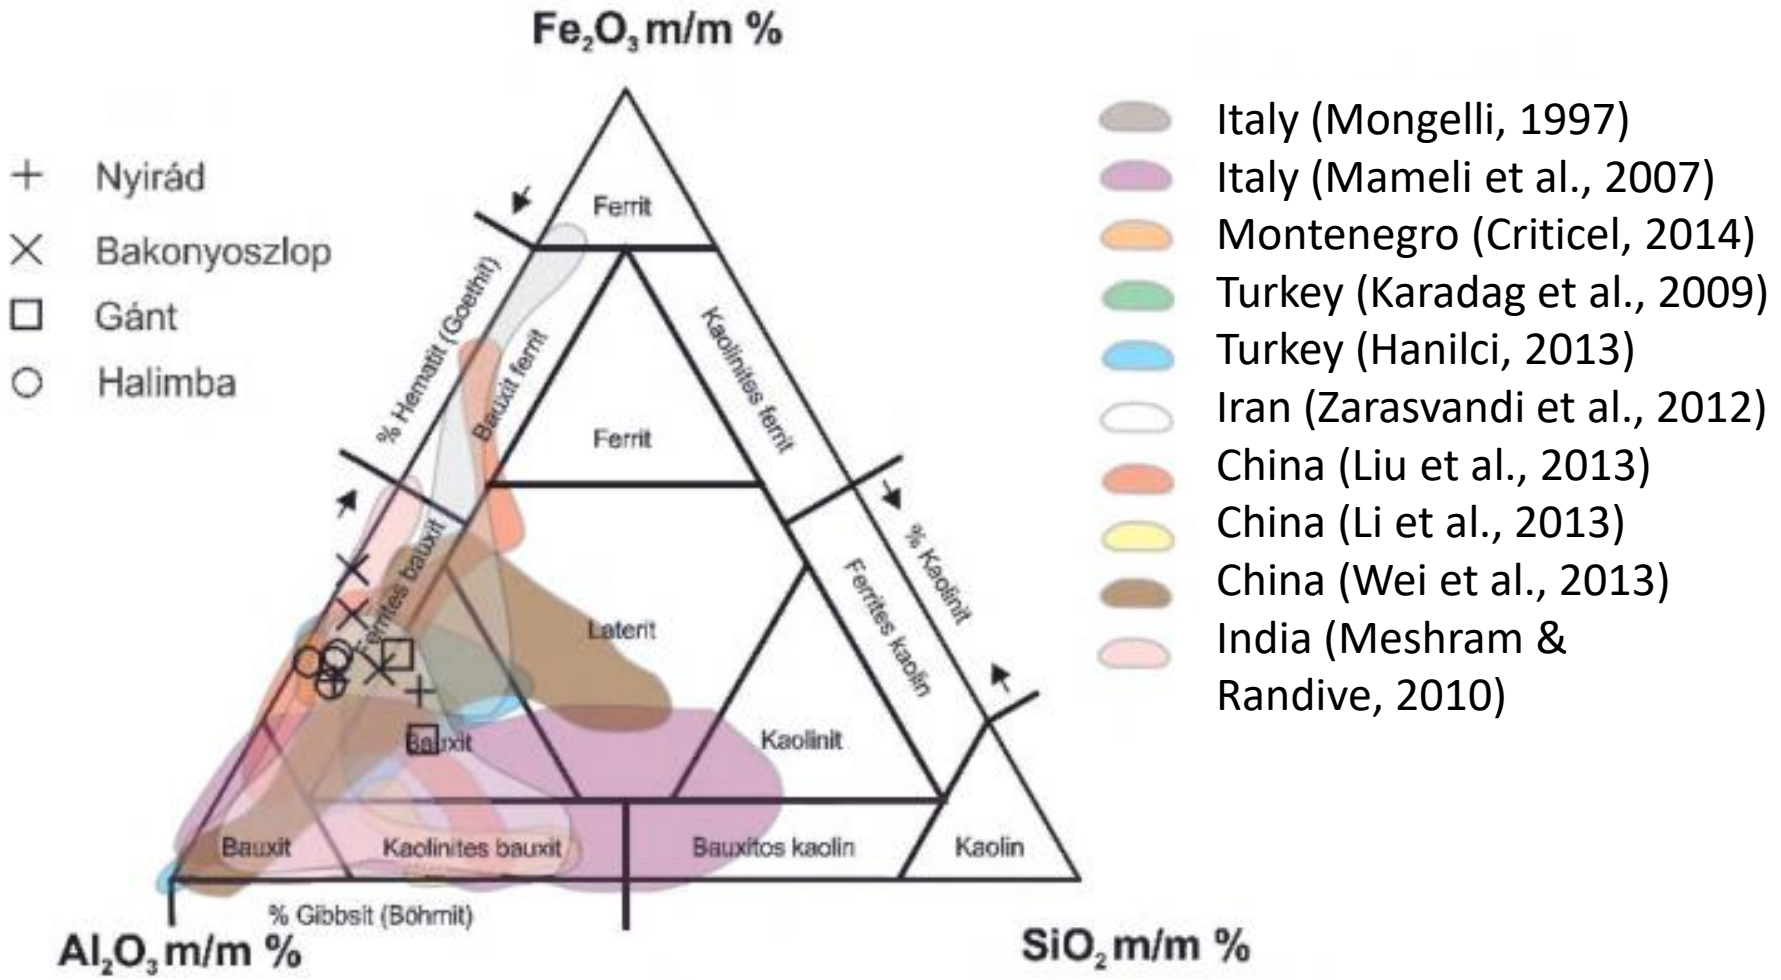 Fe₂O₃ m/m %
Nyirád
Bakonyoszlop
Gánt
Halimba
Italy (Mongelli, 1997)
Italy (Mameli et al., 2007)
Montenegro (Criticel, 2014)
Turkey (Karadag et al., 2009)
Turkey (Hanilci, 2013)
Iran (Zarasvandi et al., 2012)
China (Liu et al., 2013)
China (Li et al., 2013)
China (Wei et al., 2013)
India (Meshram &
Randive, 2010)
Ferrit
% Hematit (Goethit)
Bauxit ferrit
Kaolinites ferrit
Ferrit
Ferrites bauxit
% Kaolinit
Ferrites kaolin
Laterit
Bauxit
Kaolinit
Bauxit
Kaolinites bauxit
Bauxitos kaolin
Kaolin
% Gibbsit (Böhmit)
Al₂O₃ m/m %
SiO₂ m/m %